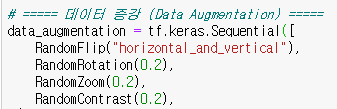 # ===== 데이터 증강 (Data Augmentation) =====
data_augmentation = tf.keras.Sequential([
    RandomFlip("horizontal_and_vertical"),
    RandomRotation(0.2),
    RandomZoom(0.2),
    RandomContrast(0.2),